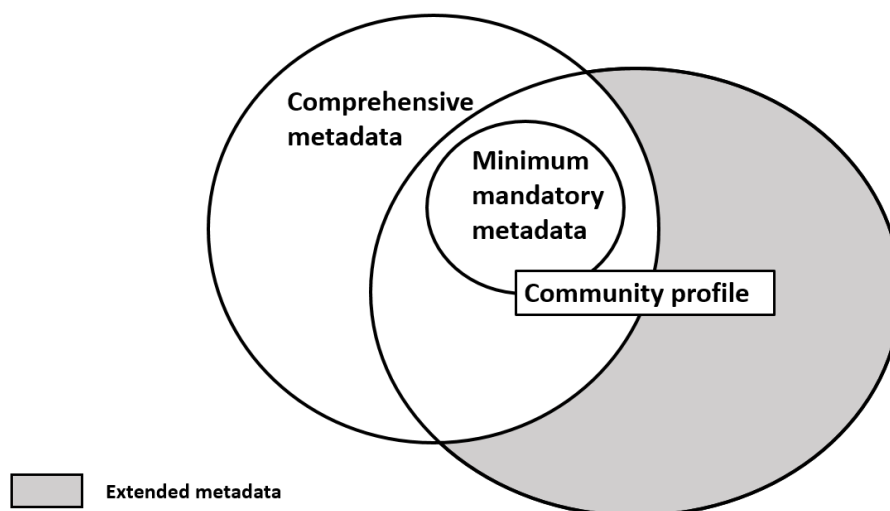 Comprehensive
metadata
Minimum
mandatory
metadata
Community profile
Extended metadata